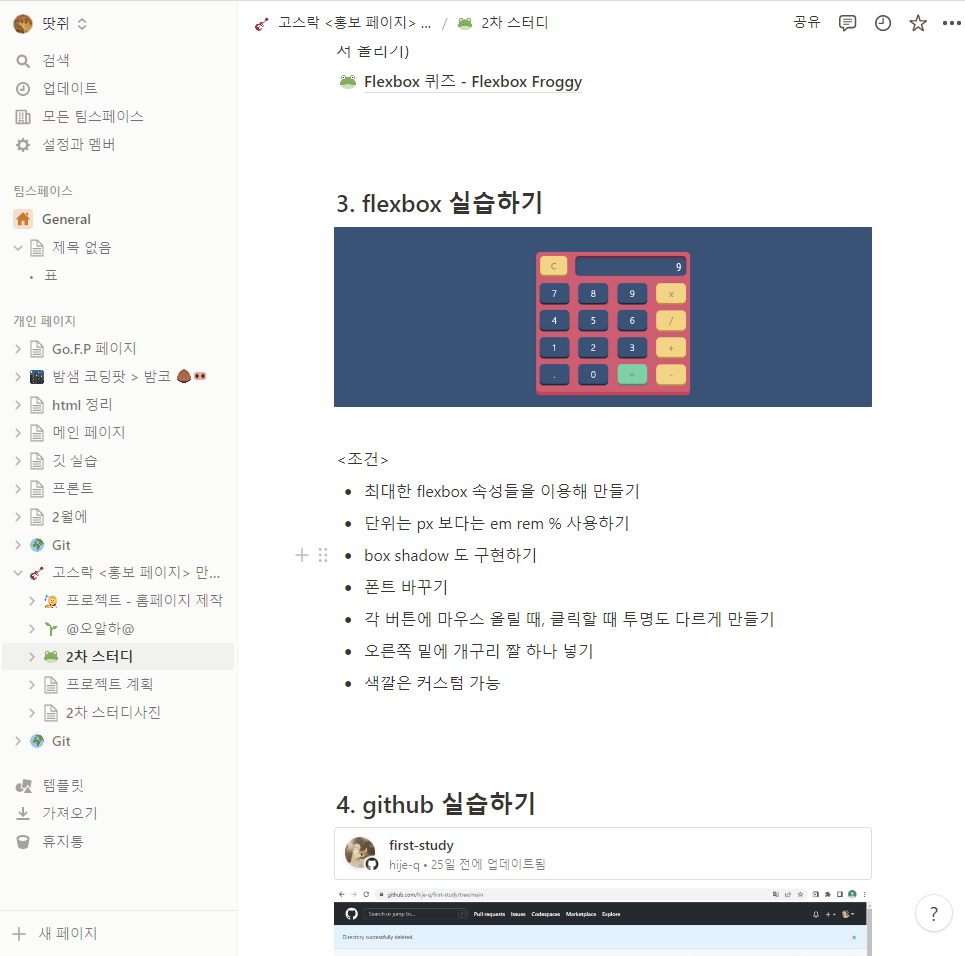 땃쥐
검색
업데이트
모든 팀스페이스
설정과 멤버
팀스페이스
General
제목 없음
표
개인 페이지
Go.F.P 페이지
밤샘 코딩팟 > 밤코
html 정리
메인 페이지
깃 실습
프론트
2월에
Git
고스락 <홍보 페이지> 만...
프로젝트 - 홈페이지 제작
@오알하@
2차 스터디
프로젝트 계획
2차 스터디사진
Git
템플릿
가져오기
휴지통
새 페이지
고스락 <홍보 페이지> ... / 2차 스터디
공유
서 올리기)
Flexbox 퀴즈 - Flexbox Froggy
3. flexbox 실습하기
C 9
7 8 9 x
4 5 6 /
1 2 3 +
. 0 = -
<조건>
• 최대한 flexbox 속성들을 이용해 만들기
• 단위는 px 보다는 em rem % 사용하기
• box shadow 도 구현하기
• 폰트 바꾸기
• 각 버튼에 마우스 올릴 때, 클릭할 때 투명도 다르게 만들기
• 오른쪽 밑에 개구리 짤 하나 넣기
• 색깔은 커스텀 가능
4. github 실습하기
first-study
hije-q • 25일 전에 업데이트됨
github.com/hije-q/first-study/tree/main
Search or jump to... / Pull requests Issues Codespaces Marketplace Explore
Directory successfully deleted.
?